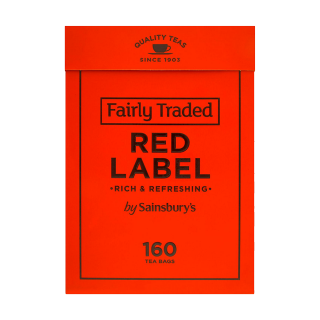 QUALITY TEAS
SINCE 1903
Fairly Traded
RED
LABEL
•RICH & REFRESHING•
by Sainsbury's
160
TEA BAGS